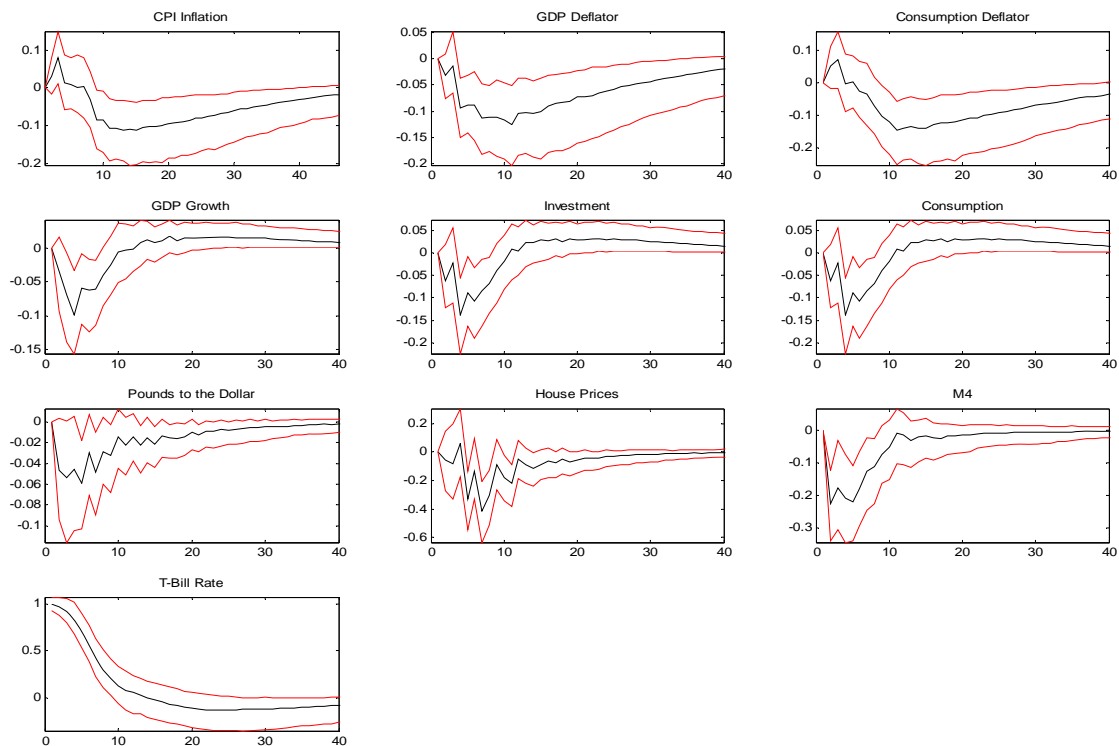 CPI Inflation
0.1
0
-0.1
-0.2
10 20 30 40
GDP Deflator
0.05
0
-0.05
-0.1
-0.15
-0.2
0 10 20 30 40
Consumption Deflator
0.1
0
-0.1
-0.2
10 20 30 40
GDP Growth
0
-0.05
-0.1
-0.15
0 10 20 30 40
Investment
0.05
0
-0.05
-0.1
-0.15
-0.2
0 10 20 30 40
Consumption
0.05
0
-0.05
-0.1
-0.15
-0.2
0 10 20 30 40
Pounds to the Dollar
0
-0.02
-0.04
-0.06
-0.08
-0.1
0 10 20 30 40
House Prices
0.2
0
-0.2
-0.4
-0.6
0 10 20 30 40
M4
0
-0.1
-0.2
-0.3
0 10 20 30 40
T-Bill Rate
1
0.5
0
0 10 20 30 40